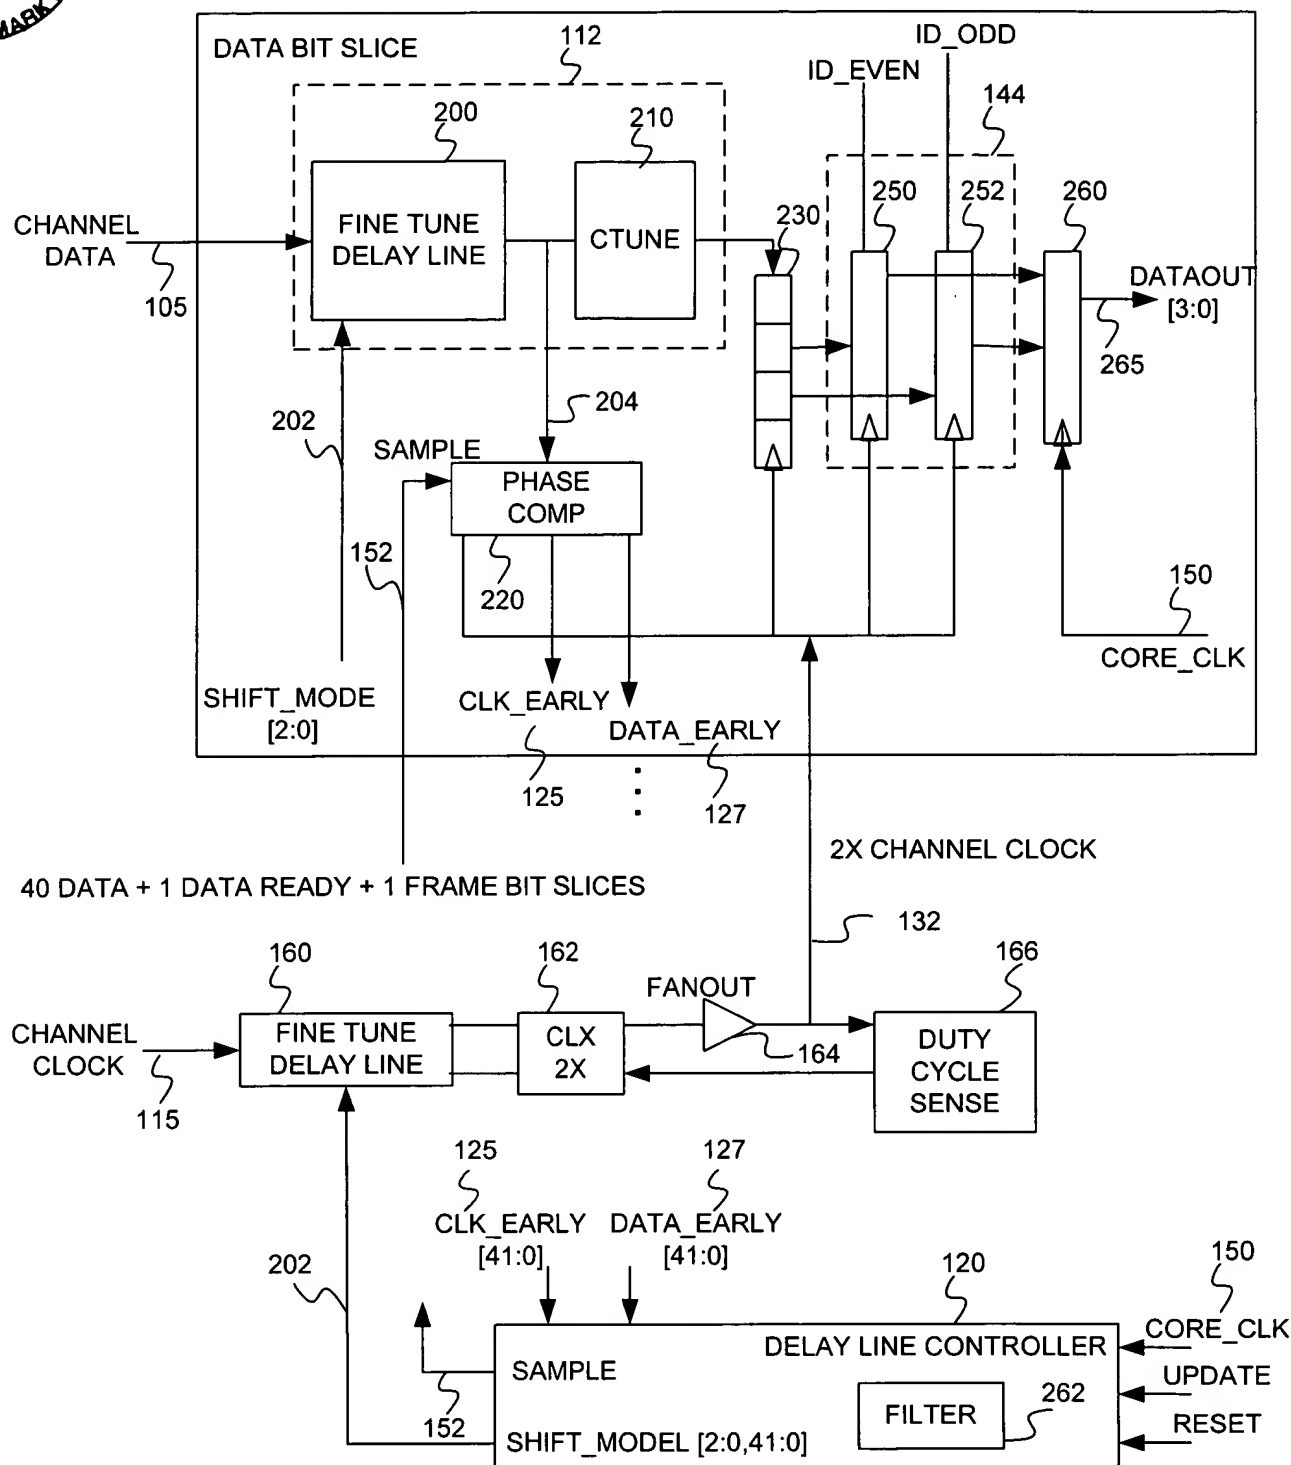 MARK
DATA BIT SLICE
112
ID_ODD
ID_EVEN
144
200
210
250
252
260
230
CHANNEL
DATA
FINE TUNE
DELAY LINE
CTUNE
DATAOUT
[3:0]
105
265
204
202
SAMPLE
PHASE
COMP
152
220
150
CORE_CLK
SHIFT_MODE
[2:0]
CLK_EARLY
DATA_EARLY
125
127
2X CHANNEL CLOCK
40 DATA + 1 DATA READY + 1 FRAME BIT SLICES
132
160
162
166
FANOUT
CHANNEL
CLOCK
FINE TUNE
DELAY LINE
CLX
2X
164
DUTY
CYCLE
SENSE
115
125
127
CLK_EARLY
[41:0]
DATA_EARLY
[41:0]
202
120
150
CORE_CLK
DELAY LINE CONTROLLER
SAMPLE
UPDATE
152
FILTER
262
RESET
SHIFT_MODEL [2:0,41:0]